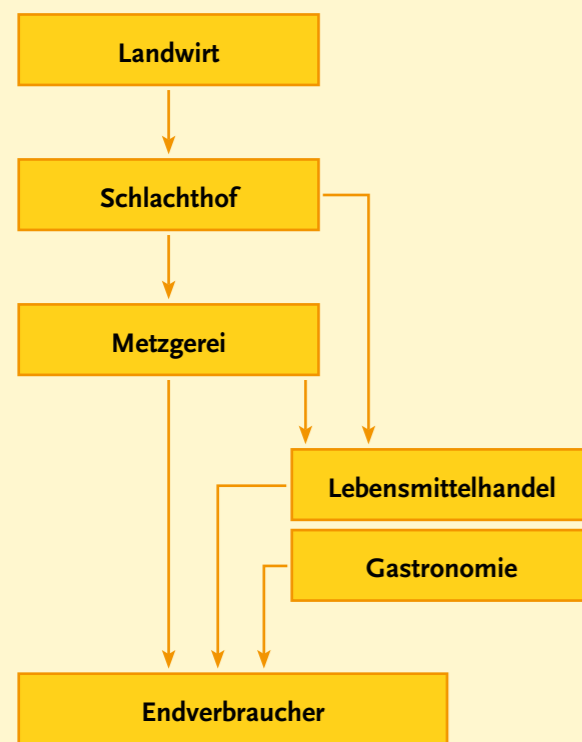 Landwirt
Schlachthof
Metzgerei
Lebensmittelhandel
Gastronomie
Endverbraucher